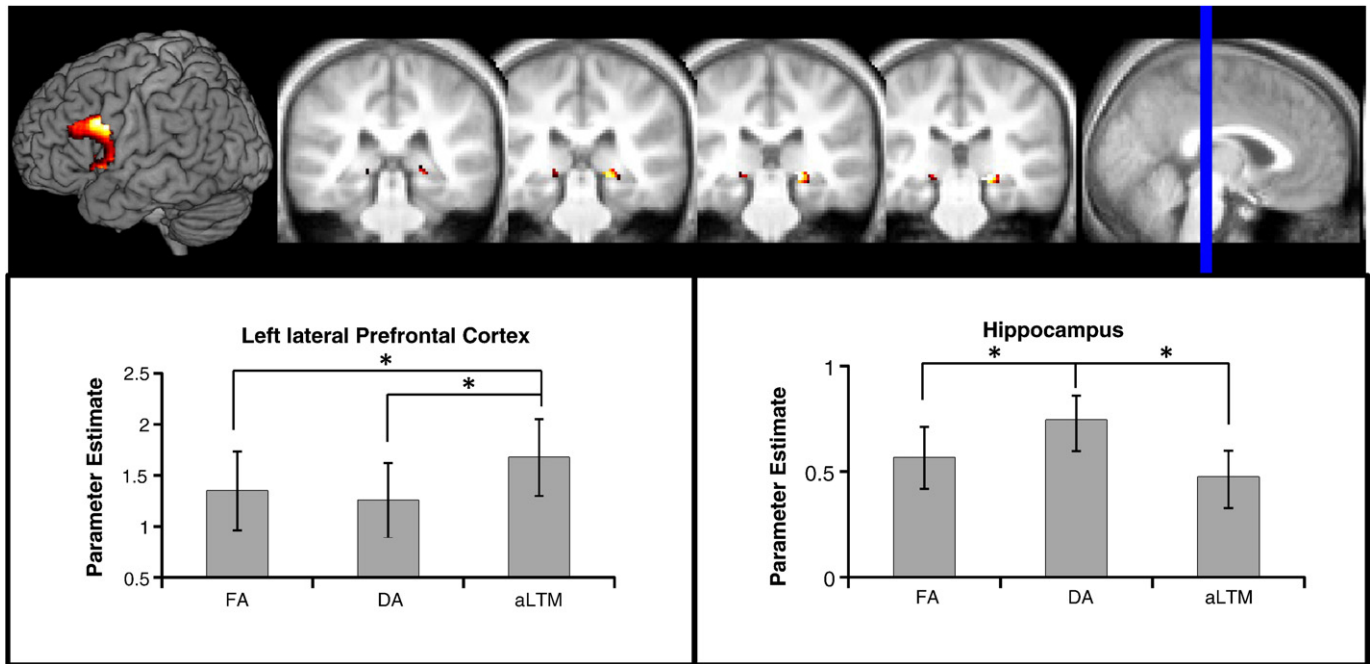 Left lateral Prefrontal Cortex
*
*
Parameter Estimate
2.5
2
1.5
1
0.5
FA DA aLTM
Hippocampus
* *
Parameter Estimate
1
0.5
0
FA DA aLTM